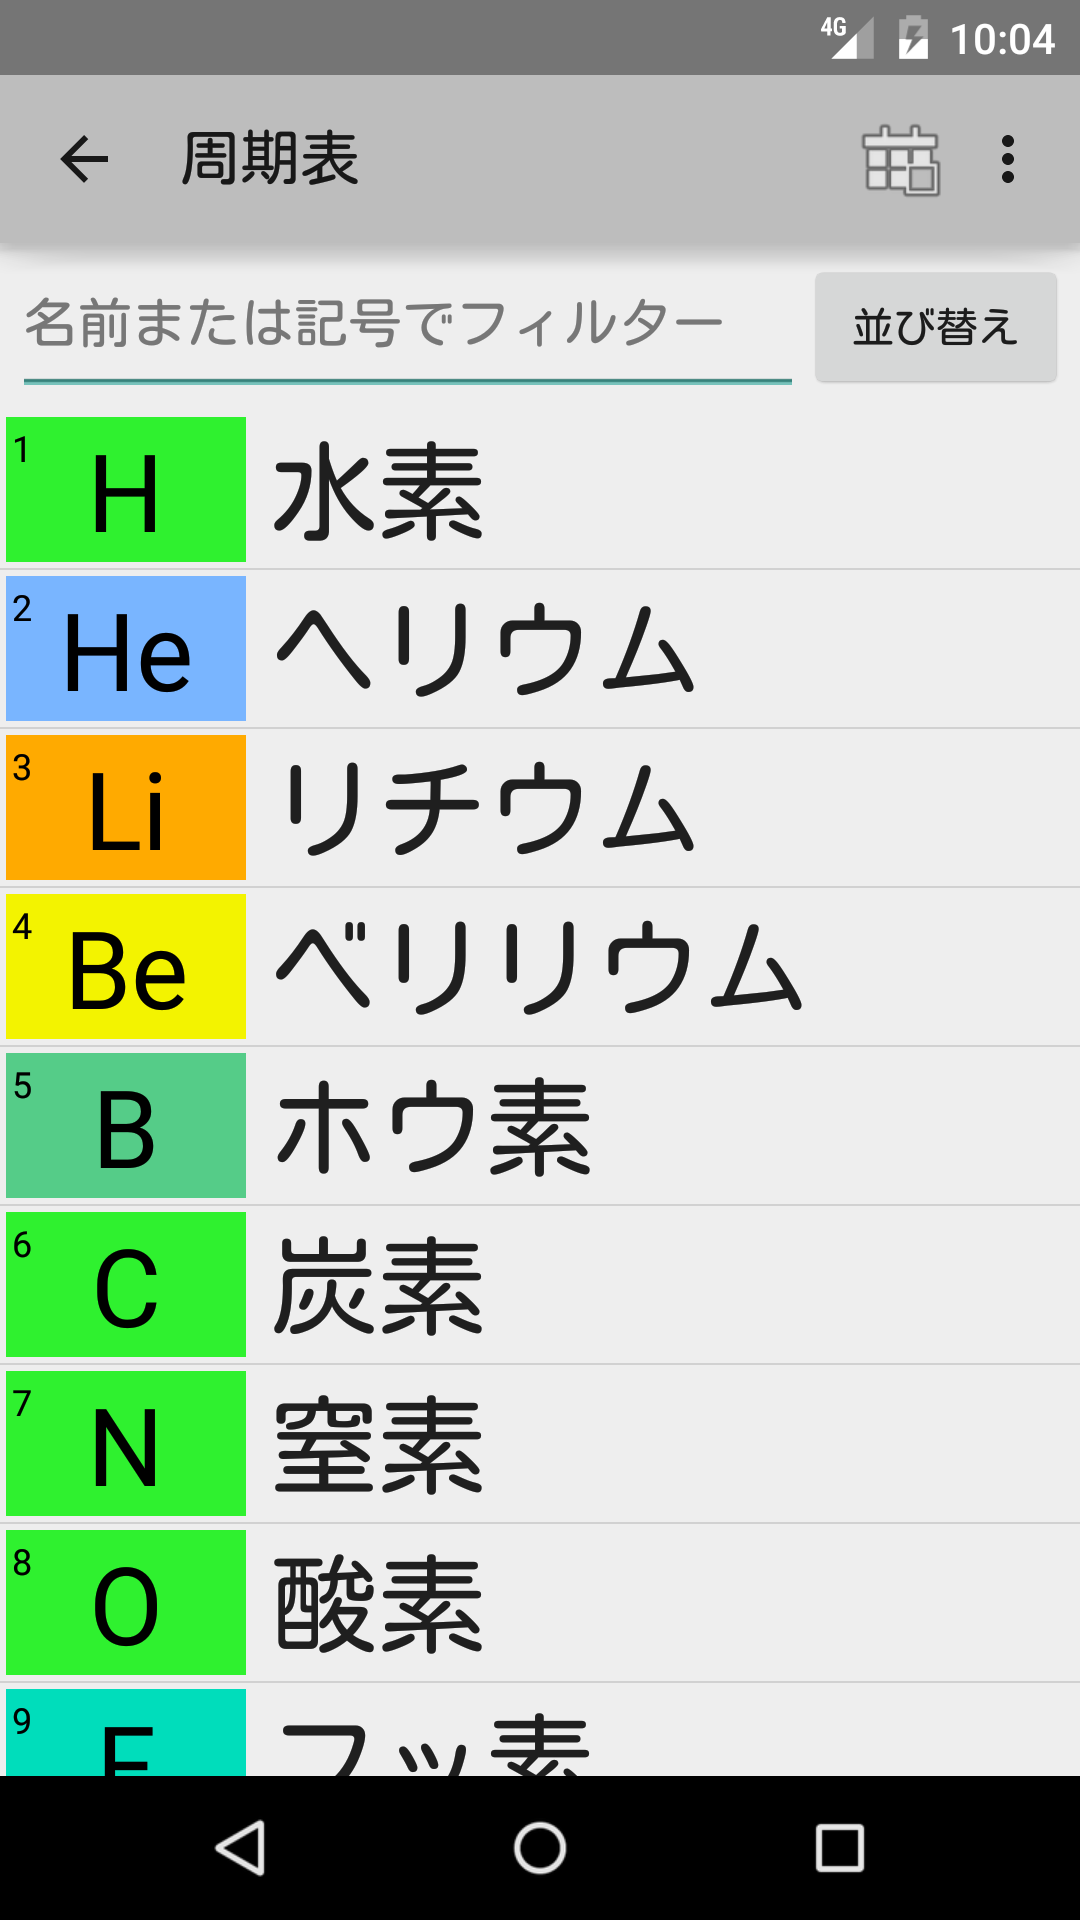 4G 10:04
周期表
名前または記号でフィルター 並び替え
1 H 水素
2 He ヘリウム
3 Li リチウム
4 Be ベリリウム
5 B ホウ素
6 C 炭素
7 N 窒素
8 O 酸素
9 F フッ素